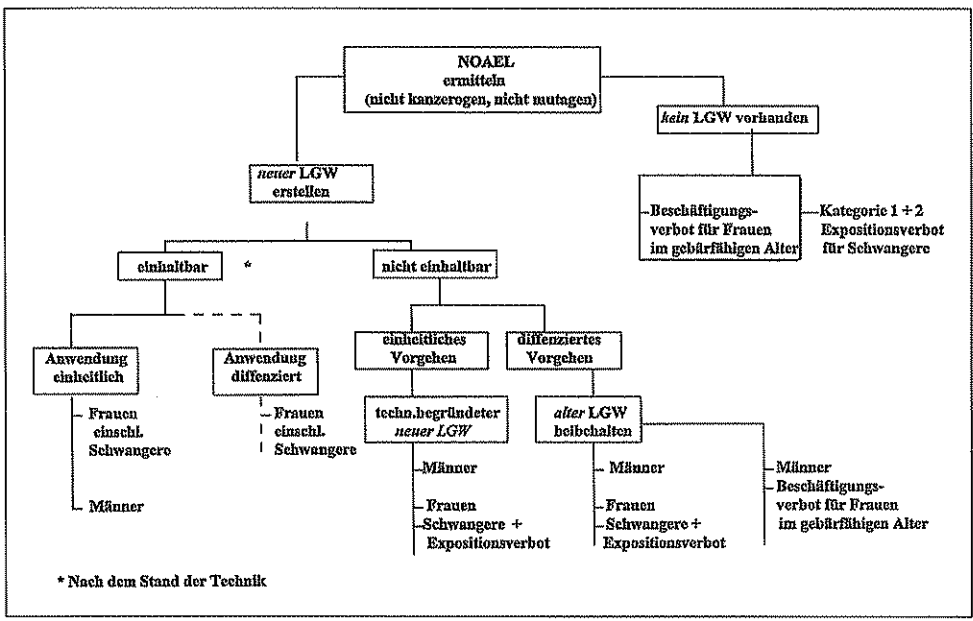 NOAEL
ermitteln
(nicht kanzerogen, nicht mutagen)
kein LGW vorhanden
neuer LGW
erstellen
Beschäftigungs-
verbot für Frauen
im gebärfähigen Alter
Kategorie 1 + 2
Expositionsverbot
für Schwangere
einhaltbar
*
nicht einhaltbar
Anwendung
einheitlich
Anwendung
diffenziert
einheitliches
Vorgehen
diffenziertes
Vorgehen
Frauen
einschl.
Schwangere
Männer
Frauen
einschl.
Schwangere
techn.begründeter
neuer LGW
alter LGW
beibehalten
Männer
Frauen
Schwangere +
Expositionsverbot
Männer
Frauen
Schwangere +
Expositionsverbot
Männer
Beschäftigungs-
verbot für Frauen
im gebärfähigen Alter
* Nach dem Stand der Technik